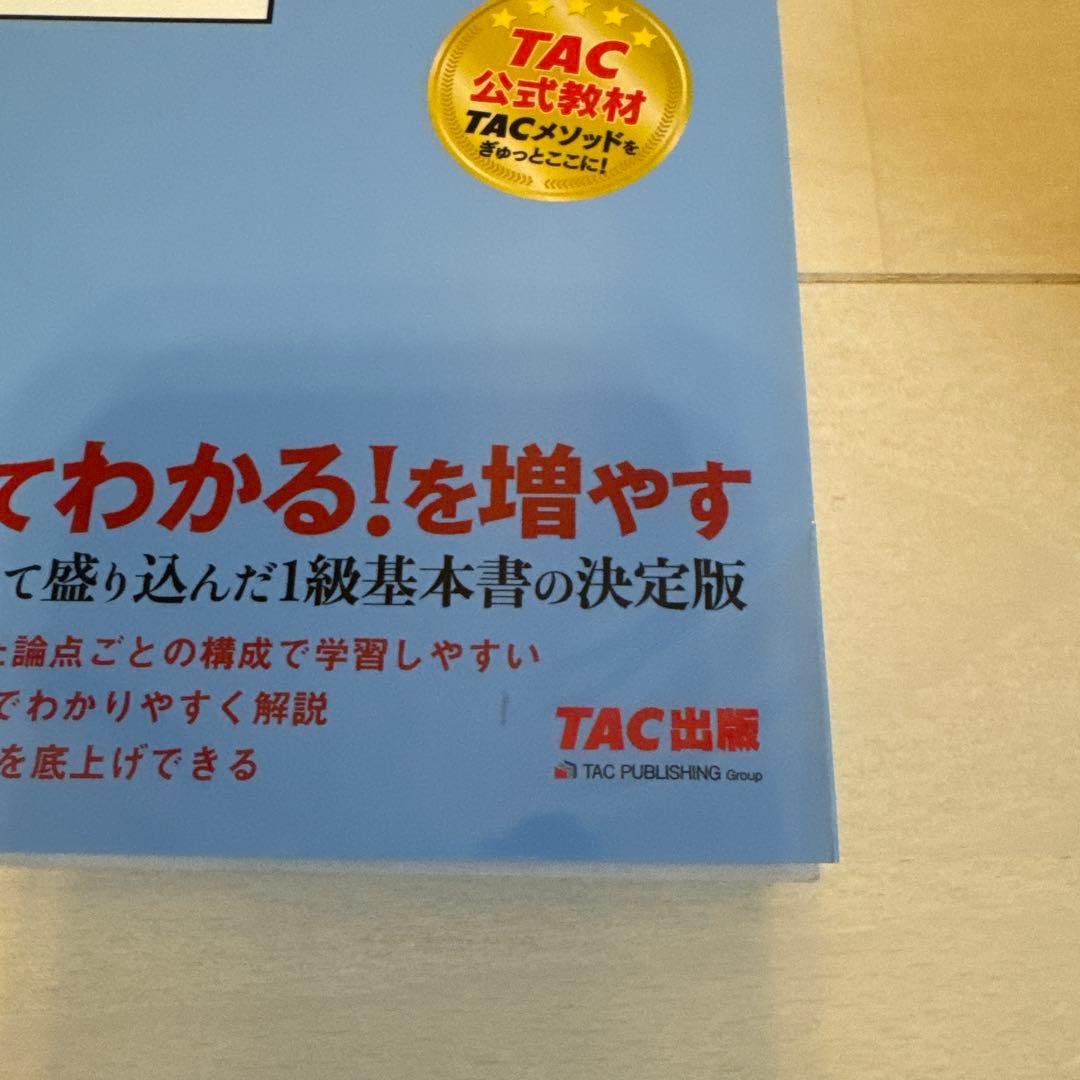 TAC
公式教材
TACメソッドを
ぎゅっとここに!
てわかる!を増やす
て盛り込んだ1級基本書の決定版
論点ごとの構成で学習しやすい
でわかりやすく解説
を底上げできる
TAC出版
TAC PUBLISHING Group